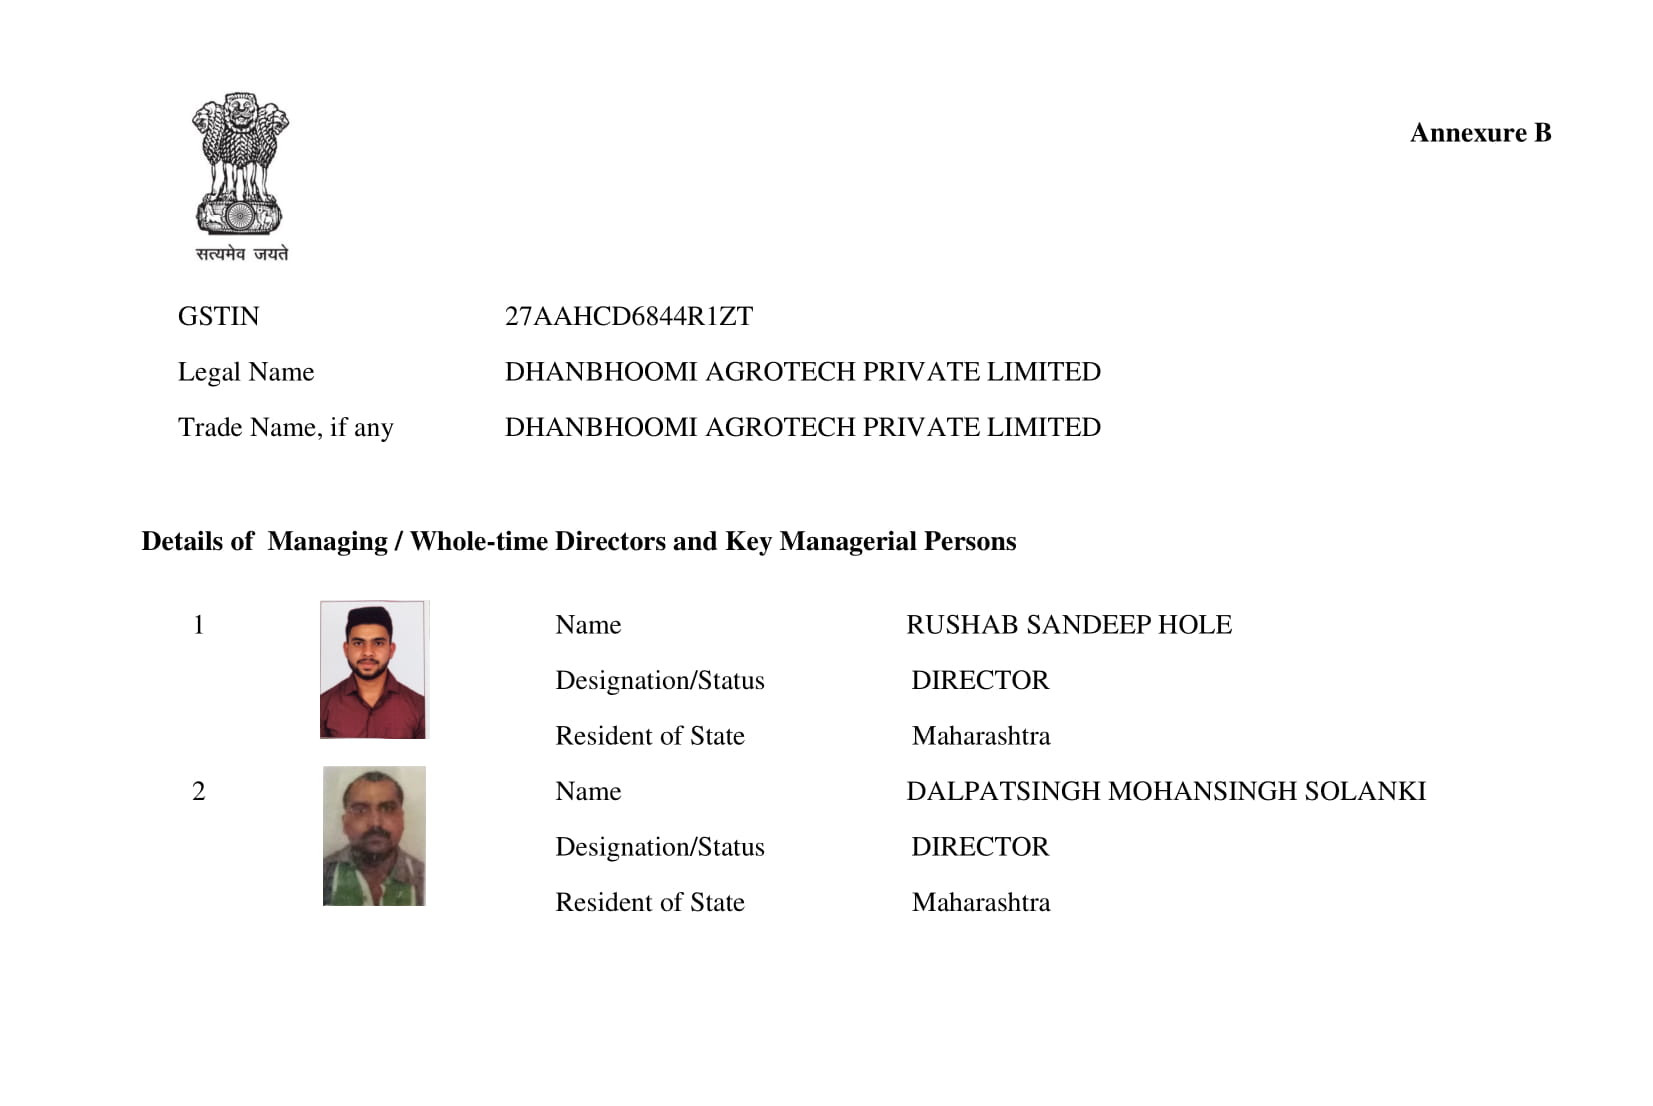 Annexure B
सत्यमेव जयते
GSTIN 27AAHCD6844R1ZT
Legal Name DHANBHOOMI AGROTECH PRIVATE LIMITED
Trade Name, if any DHANBHOOMI AGROTECH PRIVATE LIMITED
Details of Managing / Whole-time Directors and Key Managerial Persons
1 Name RUSHAB SANDEEP HOLE
Designation/Status DIRECTOR
Resident of State Maharashtra
2 Name DALPATSINGH MOHANSINGH SOLANKI
Designation/Status DIRECTOR
Resident of State Maharashtra